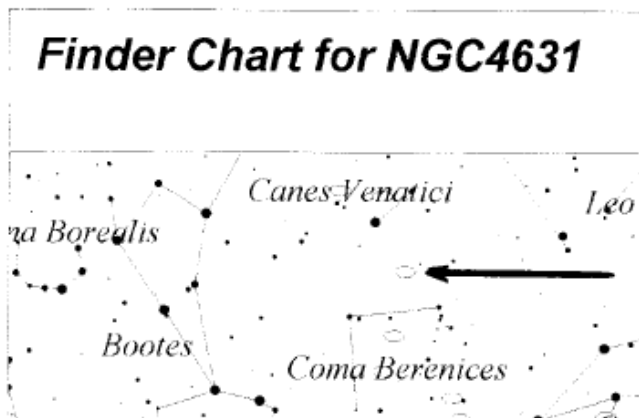 Finder Chart for NGC4631
Canes Venatici
Leo
na Borealis
Bootes
Coma Berenices